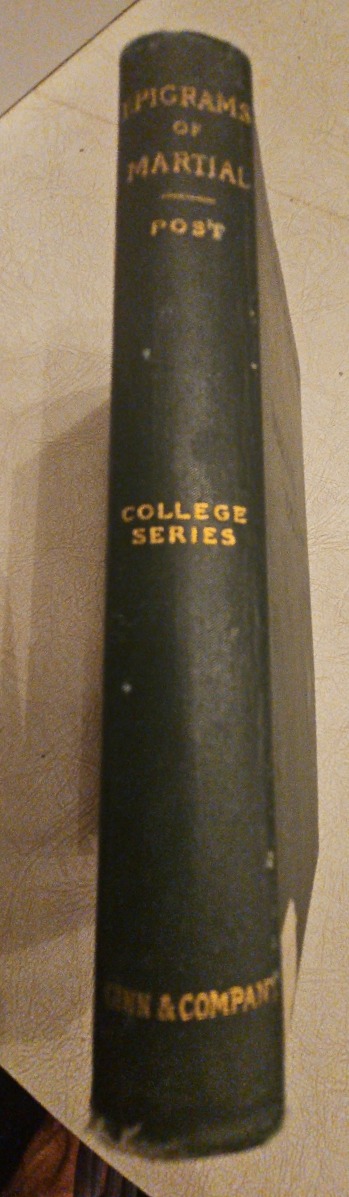 EPIGRAMS
OF
MARTIAL
POST
COLLEGE
SERIES
GINN & COMPANY